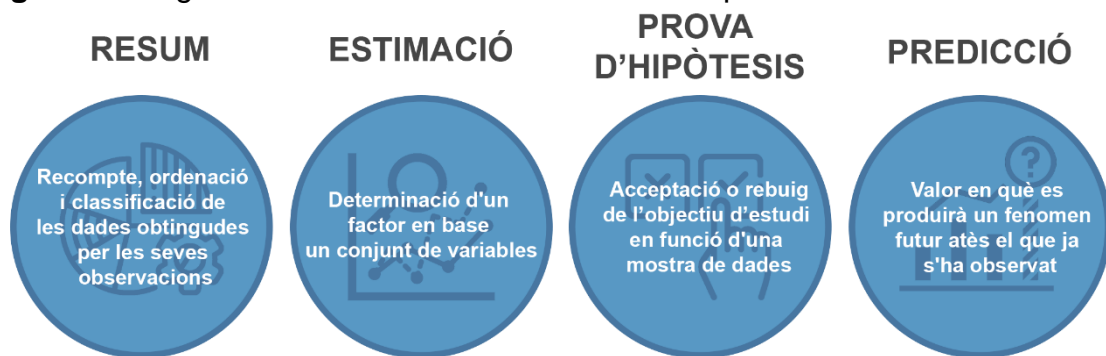 RESUM
Recompte, ordenació
i classificació de
les dades obtingudes
per les seves
observacions
ESTIMACIÓ
Determinació d'un
factor en base
un conjunt de variables
PROVA
D'HIPÒTESIS
Acceptació o rebuig
de l'objectiu d'estudi
en funció d'una
mostra de dades
PREDICCIÓ
Valor en què es
produirà un fenomen
futur atès el que ja
s'ha observat